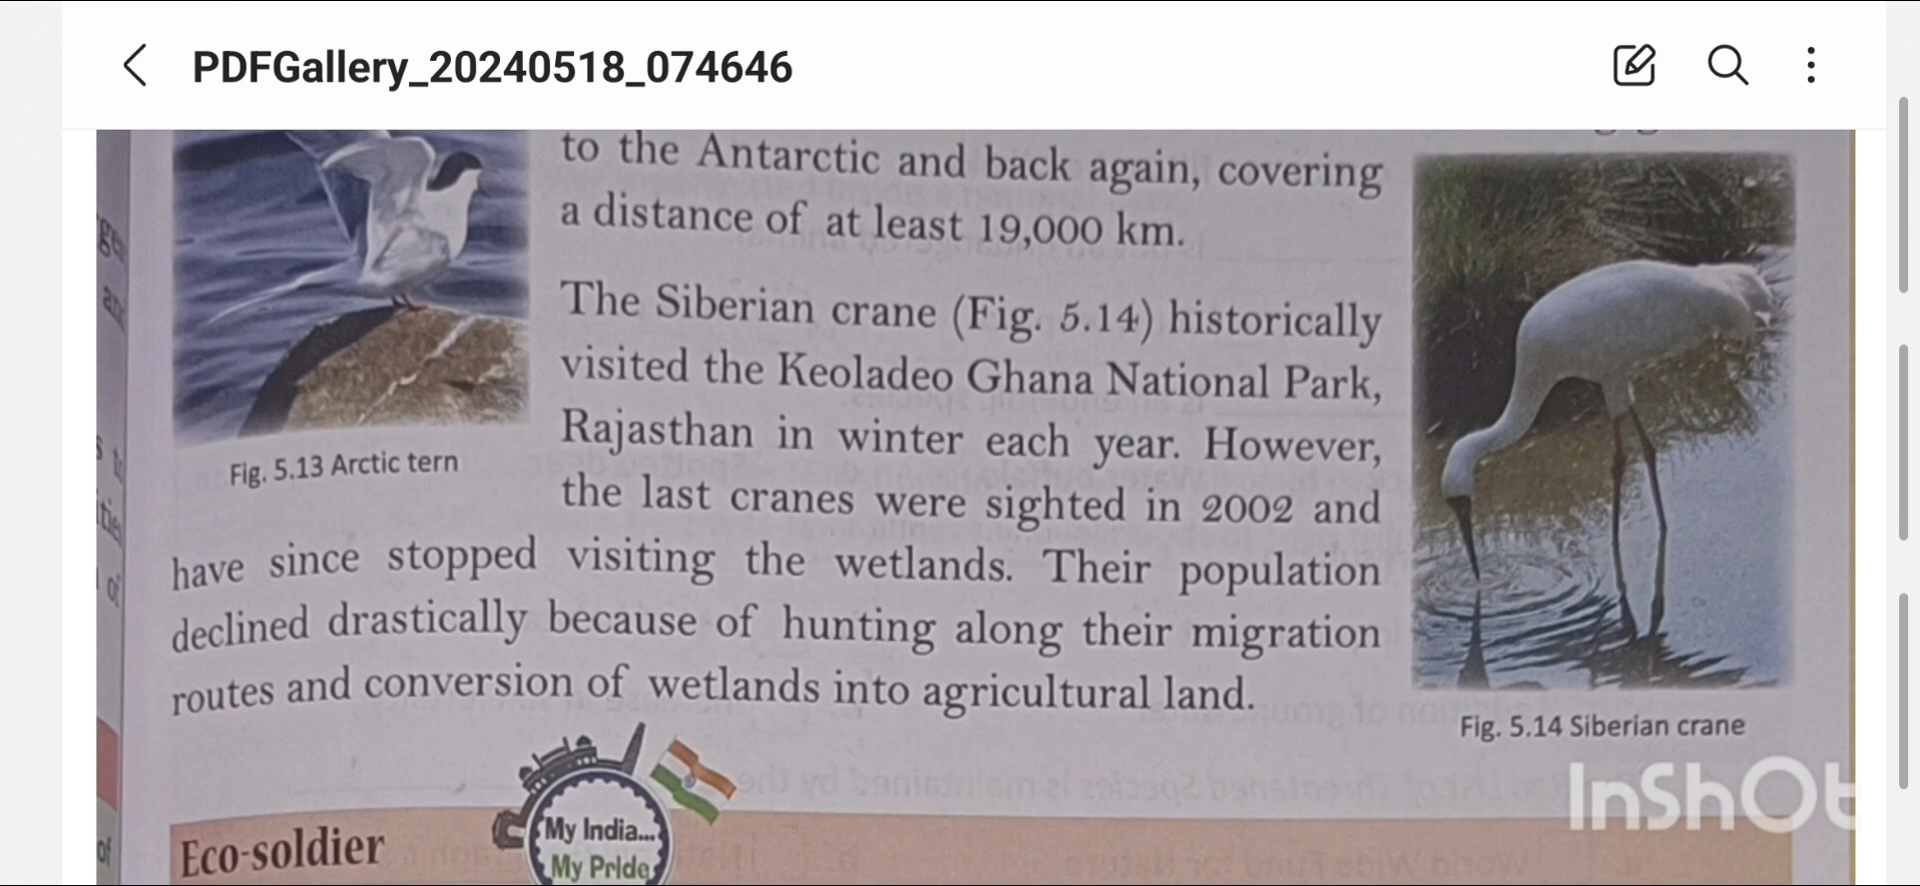 PDFGallery_20240518_074646
to the Antarctic and back again, covering
a distance of at least 19,000 km.
The Siberian crane (Fig. 5.14) historically
visited the Keoladeo Ghana National Park,
Rajasthan in winter each year. However,
the last cranes were sighted in 2002 and
have since stopped visiting the wetlands. Their population
declined drastically because of hunting along their migration
routes and conversion of wetlands into agricultural land.
Fig. 5.13 Arctic tern
Fig. 5.14 Siberian crane
InShOt
Eco-soldier
My India...
My Pride
of